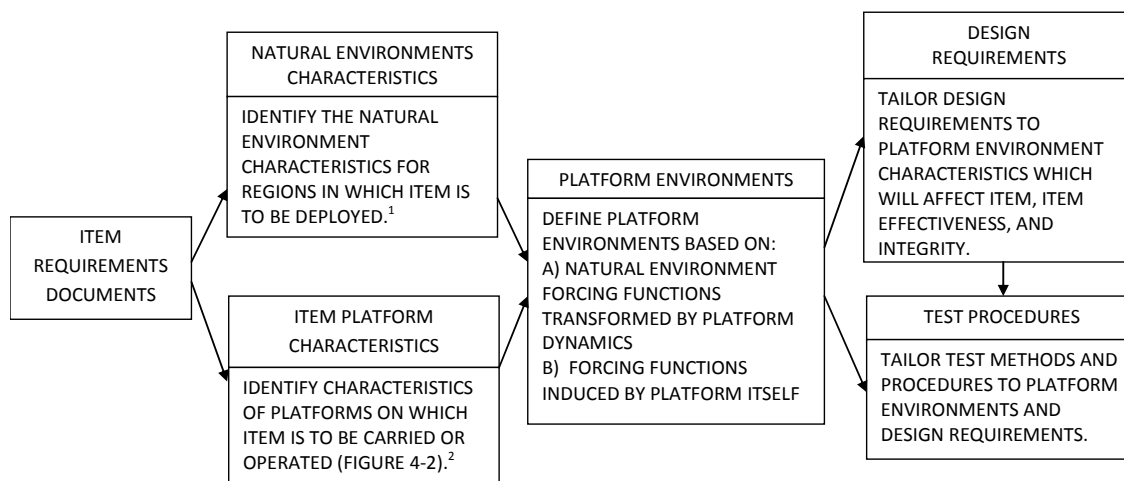 ITEM
REQUIREMENTS
DOCUMENTS
NATURAL ENVIRONMENTS
CHARACTERISTICS
IDENTIFY THE NATURAL
ENVIRONMENT
CHARACTERISTICS FOR
REGIONS IN WHICH ITEM IS
TO BE DEPLOYED.¹
ITEM PLATFORM
CHARACTERISTICS
IDENTIFY CHARACTERISTICS
OF PLATFORMS ON WHICH
ITEM IS TO BE CARRIED OR
OPERATED (FIGURE 4-2).²
PLATFORM ENVIRONMENTS
DEFINE PLATFORM
ENVIRONMENTS BASED ON:
A) NATURAL ENVIRONMENT
FORCING FUNCTIONS
TRANSFORMED BY PLATFORM
DYNAMICS
B) FORCING FUNCTIONS
INDUCED BY PLATFORM ITSELF
DESIGN
REQUIREMENTS
TAILOR DESIGN
REQUIREMENTS TO
PLATFORM ENVIRONMENT
CHARACTERISTICS WHICH
WILL AFFECT ITEM, ITEM
EFFECTIVENESS, AND
INTEGRITY.
TEST PROCEDURES
TAILOR TEST METHODS AND
PROCEDURES TO PLATFORM
ENVIRONMENTS AND
DESIGN REQUIREMENTS.